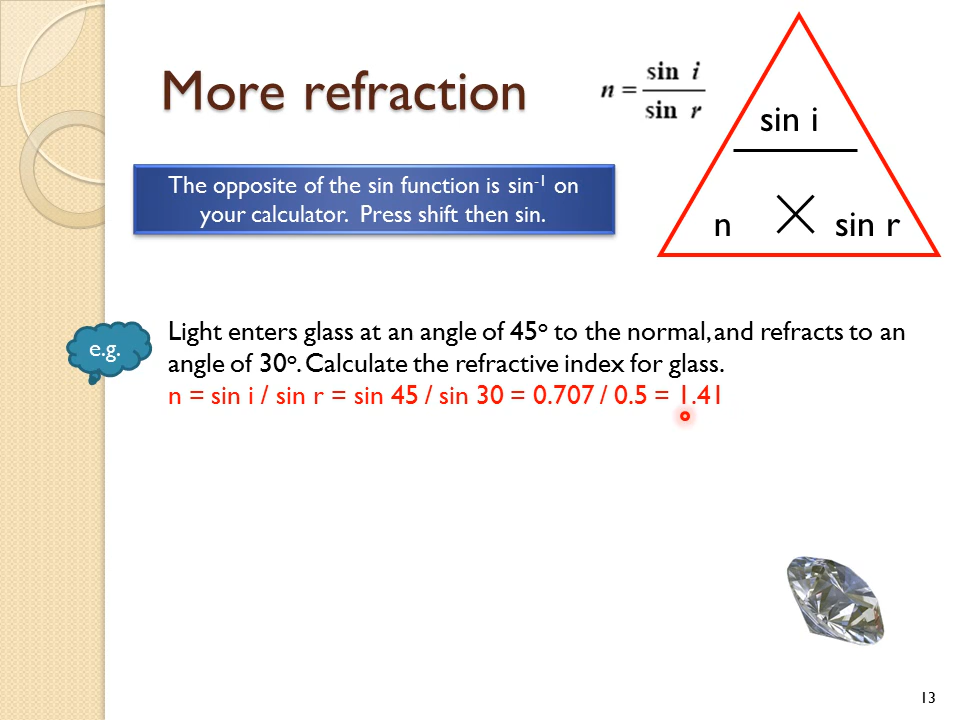 More refraction
n = sin i / sin r
sin i
n × sin r
The opposite of the sin function is sin⁻¹ on
your calculator. Press shift then sin.
e.g.
Light enters glass at an angle of 45º to the normal, and refracts to an
angle of 30º. Calculate the refractive index for glass.
n = sin i / sin r = sin 45 / sin 30 = 0.707 / 0.5 = 1.41
13